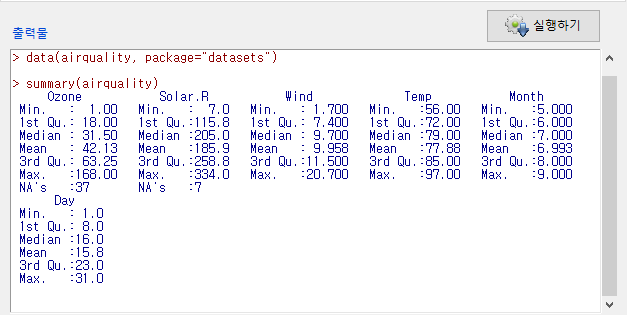 출력물
실행하기
> data(airquality, package="datasets")
> summary(airquality)
     Ozone           Solar.R           Wind             Temp           Month
 Min.   :  1.00   Min.   :  7.0   Min.   : 1.700   Min.   :56.00   Min.   :5.000
 1st Qu.: 18.00   1st Qu.:115.8   1st Qu.: 7.400   1st Qu.:72.00   1st Qu.:6.000
 Median : 31.50   Median :205.0   Median : 9.700   Median :79.00   Median :7.000
 Mean   : 42.13   Mean   :185.9   Mean   : 9.958   Mean   :77.88   Mean   :6.993
 3rd Qu.: 63.25   3rd Qu.:258.8   3rd Qu.:11.500   3rd Qu.:85.00   3rd Qu.:8.000
 Max.   :168.00   Max.   :334.0   Max.   :20.700   Max.   :97.00   Max.   :9.000
 NA's   :37       NA's   :7
      Day
 Min.   : 1.0
 1st Qu.: 8.0
 Median :16.0
 Mean   :15.8
 3rd Qu.:23.0
 Max.   :31.0